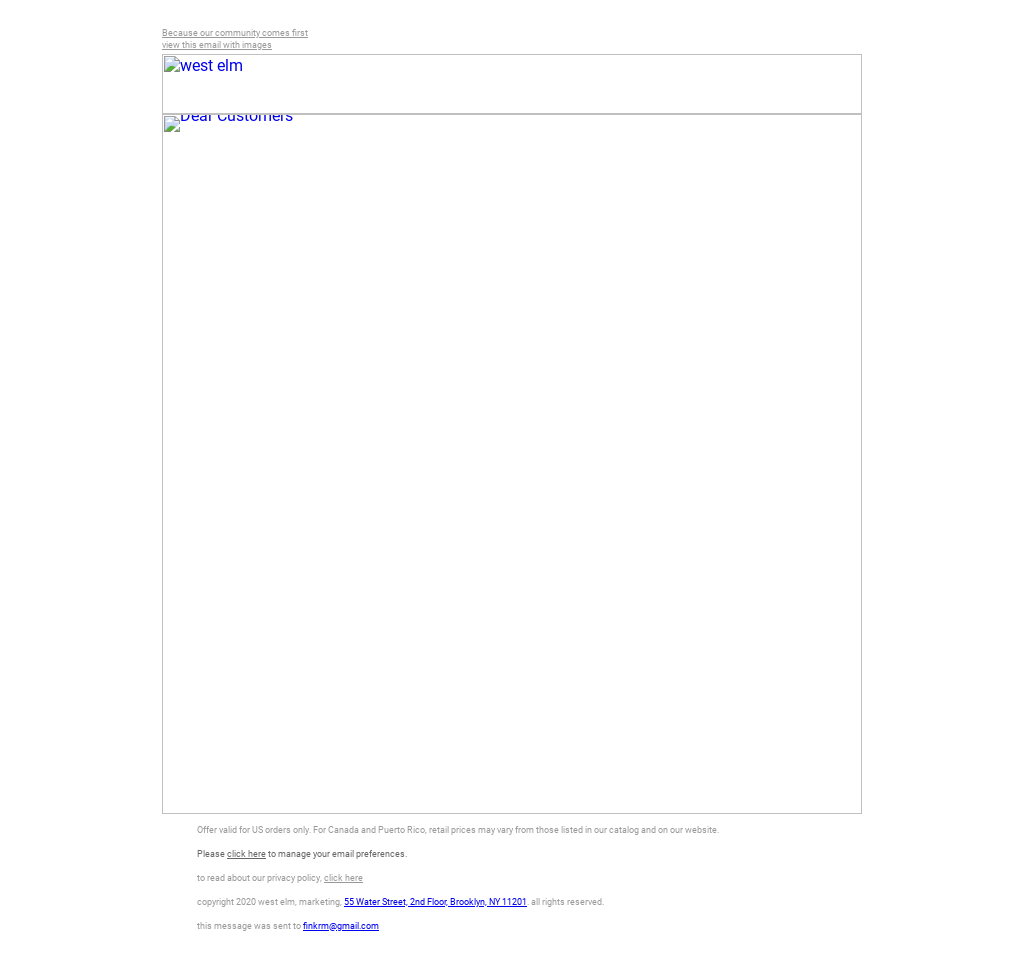 Because our community comes first
view this email with images
west elm
Dear Customers
Offer valid for US orders only. For Canada and Puerto Rico, retail prices may vary from those listed in our catalog and on our website.
Please click here to manage your email preferences.
to read about our privacy policy, click here
copyright 2020 west elm, marketing, 55 Water Street, 2nd Floor, Brooklyn, NY 11201, all rights reserved.
this message was sent to finkrm@gmail.com